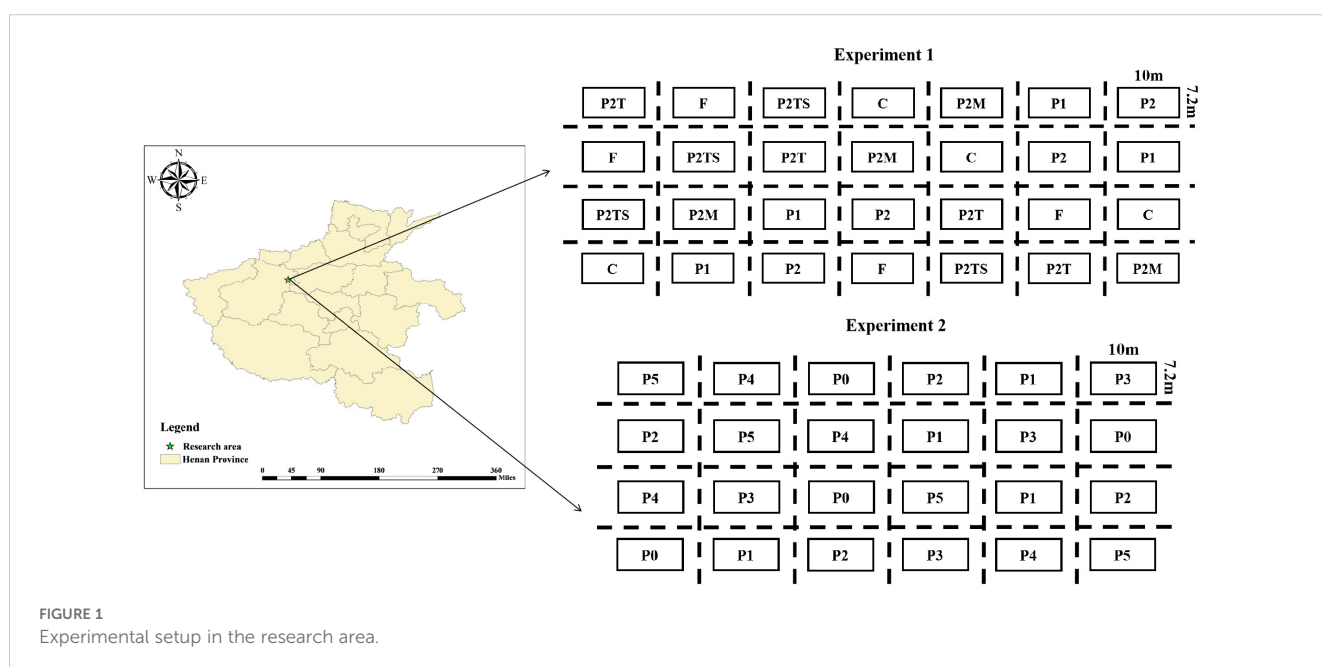 Experiment 1
10m
P2T F P2TS C P2M P1 P2
7.2m
F P2TS P2T P2M C P2 P1
P2TS P2M P1 P2 P2T F C
C P1 P2 F P2TS P2T P2M
N
W E
S
Legend
Research area
Henan Province
0 45 90 180 270 360
Miles
Experiment 2
10m
P5 P4 P0 P2 P1 P3
7.2m
P2 P5 P4 P1 P3 P0
P4 P3 P0 P5 P1 P2
P0 P1 P2 P3 P4 P5
FIGURE 1
Experimental setup in the research area.